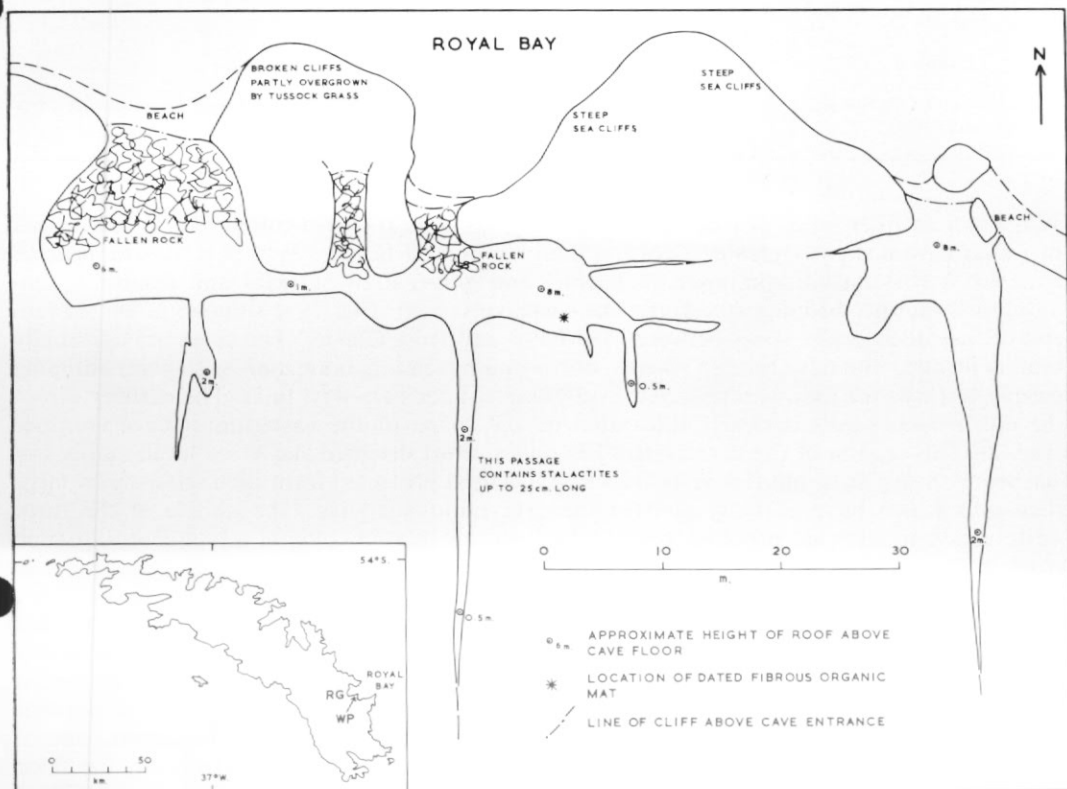 ROYAL BAY
N
BROKEN CLIFFS
PARTLY OVERGROWN
BY TUSSOCK GRASS
STEEP
SEA CLIFFS
STEEP
SEA CLIFFS
BEACH
BEACH
FALLEN ROCK
FALLEN
ROCK
6m.
1m.
8m.
8m.
2m.
0.5m.
2m.
THIS PASSAGE
CONTAINS STALACTITES
UP TO 25cm. LONG
2m.
0.5m.
0 10 20 30
m.
6m. APPROXIMATE HEIGHT OF ROOF ABOVE
CAVE FLOOR
LOCATION OF DATED FIBROUS ORGANIC
MAT
LINE OF CLIFF ABOVE CAVE ENTRANCE
54°S.
ROYAL
BAY
RG
WP
0 50
km.
37°W.